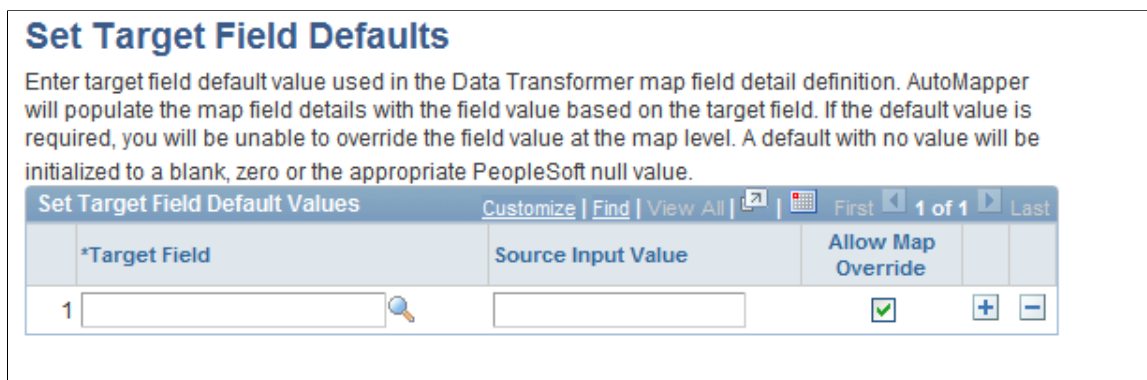 Set Target Field Defaults
Enter target field default value used in the Data Transformer map field detail definition. AutoMapper
will populate the map field details with the field value based on the target field. If the default value is
required, you will be unable to override the field value at the map level. A default with no value will be
initialized to a blank, zero or the appropriate PeopleSoft null value.
Set Target Field Default Values Customize | Find | View All | | First 1 of 1 Last
*Target Field Source Input Value Allow Map
Override
1